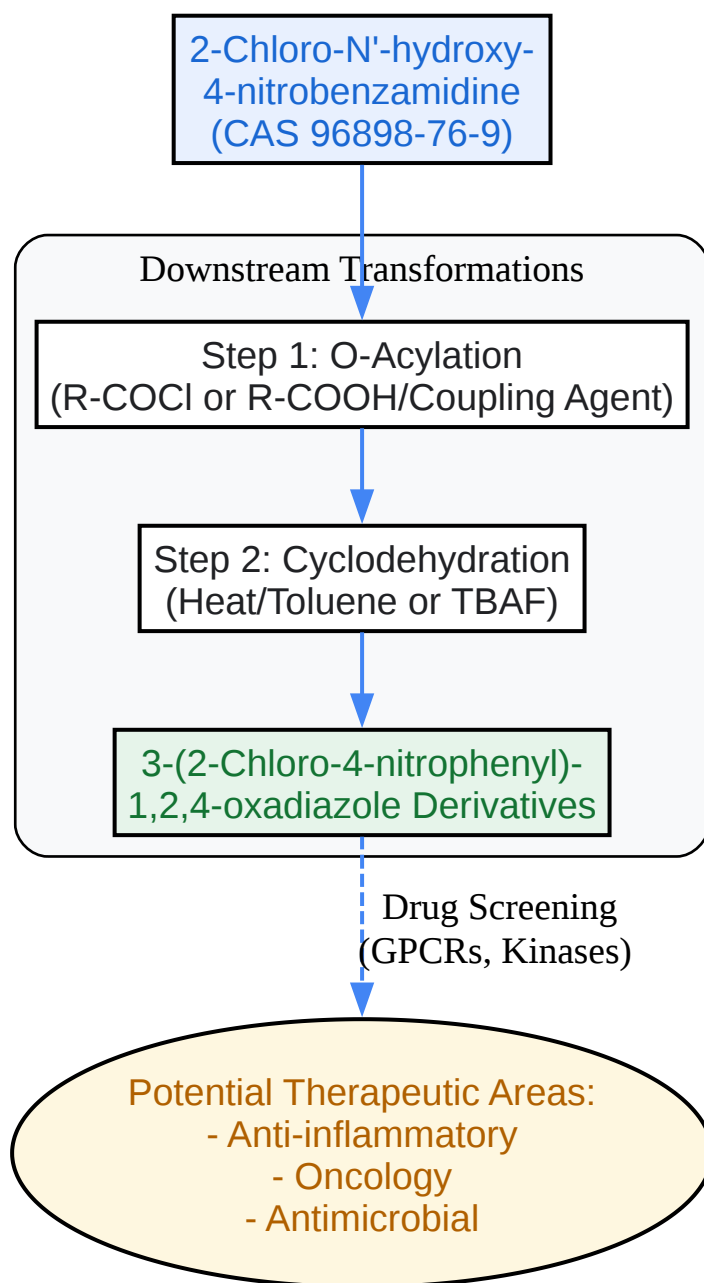 2-Chloro-N'-hydroxy-
4-nitrobenzamidine
(CAS 96898-76-9)
Downstream Transformations
Step 1: O-Acylation
(R-COCl or R-COOH/Coupling Agent)
Step 2: Cyclodehydration
(Heat/Toluene or TBAF)
3-(2-Chloro-4-nitrophenyl)-
1,2,4-oxadiazole Derivatives
Drug Screening
(GPCRs, Kinases)
Potential Therapeutic Areas:
- Anti-inflammatory
- Oncology
- Antimicrobial